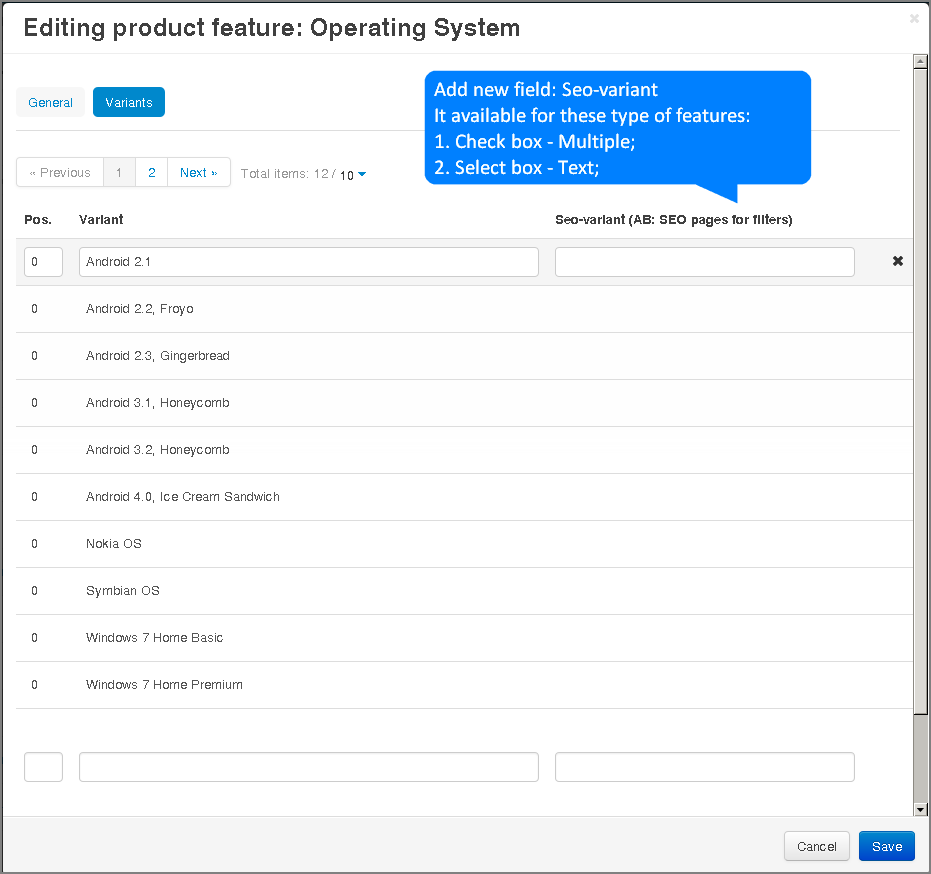 Editing product feature: Operating System
×
General Variants
Add new field: Seo-variant
It available for these type of features:
1. Check box - Multiple;
2. Select box - Text;
« Previous 1 2 Next » Total items: 12 / 10
Pos. Variant Seo-variant (AB: SEO pages for filters)
0 Android 2.1
0 Android 2.2, Froyo
0 Android 2.3, Gingerbread
0 Android 3.1, Honeycomb
0 Android 3.2, Honeycomb
0 Android 4.0, Ice Cream Sandwich
0 Nokia OS
0 Symbian OS
0 Windows 7 Home Basic
0 Windows 7 Home Premium
Cancel Save